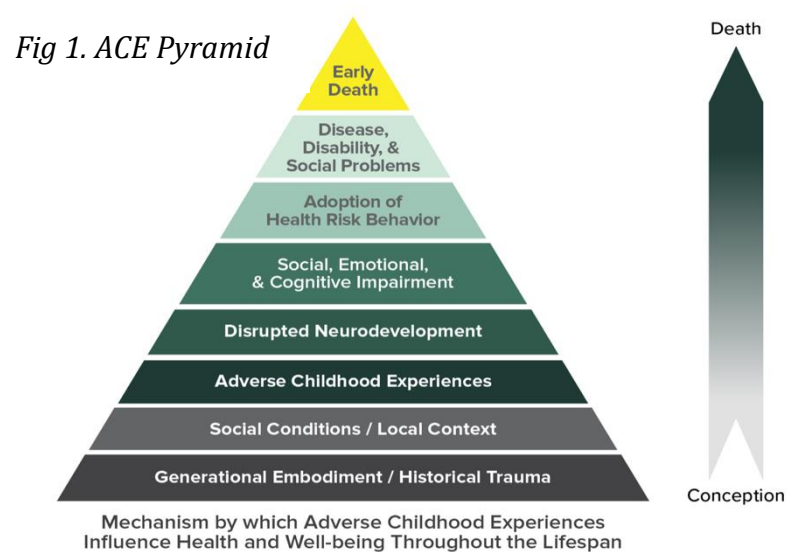 Fig 1. ACE Pyramid
Death
Early
Death
Disease,
Disability, &
Social Problems
Adoption of
Health Risk Behavior
Social, Emotional,
& Cognitive Impairment
Disrupted Neurodevelopment
Adverse Childhood Experiences
Social Conditions / Local Context
Generational Embodiment / Historical Trauma
Conception
Mechanism by which Adverse Childhood Experiences
Influence Health and Well-being Throughout the Lifespan